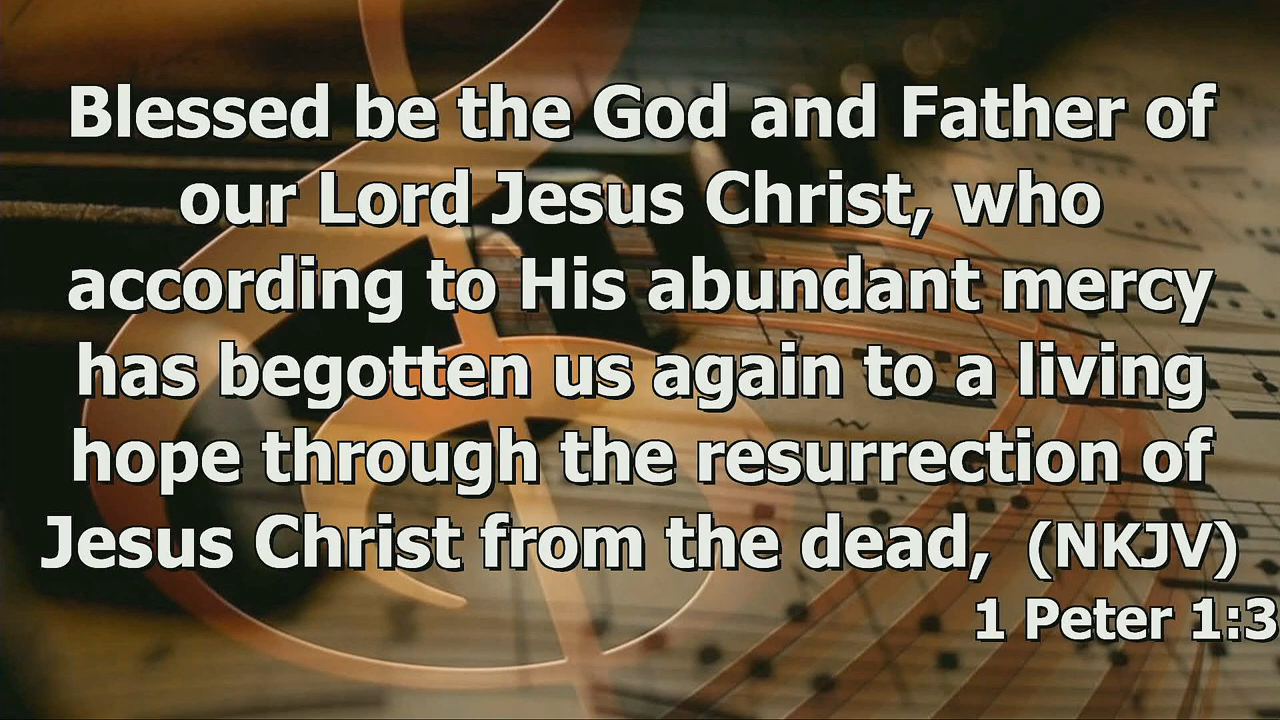 Blessed be the God and Father of
our Lord Jesus Christ, who
according to His abundant mercy
has begotten us again to a living
hope through the resurrection of
Jesus Christ from the dead, (NKJV)
1 Peter 1:3